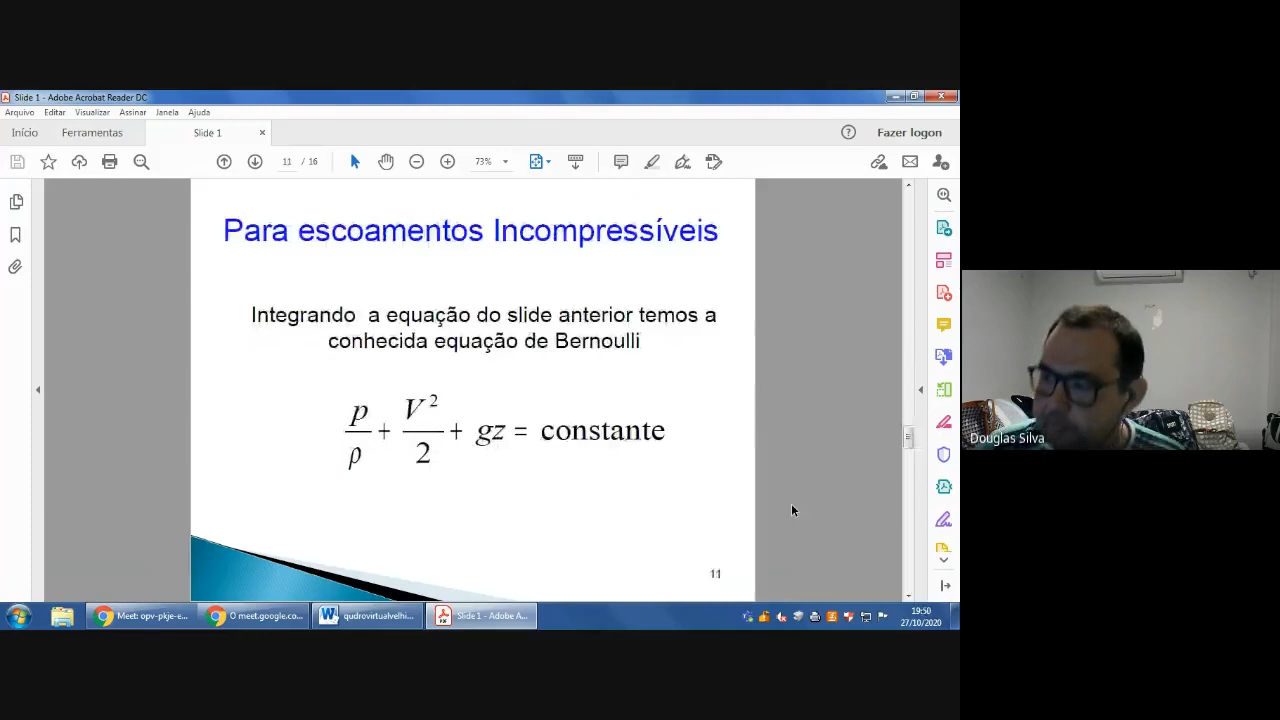 Slide 1 - Adobe Acrobat Reader DC
Arquivo Editar Visualizar Assinar Janela Ajuda
Início Ferramentas Slide 1 × Fazer logon
11 / 16 73%
Para escoamentos Incompressíveis
Integrando a equação do slide anterior temos a
conhecida equação de Bernoulli
p/ρ + V²/2 + gz = constante
11
Douglas Silva
Meet: opv-pkje-e... O meet.google.co... qudrovirtualvelhi... Slide 1 - Adobe A...
19:50
27/10/2020